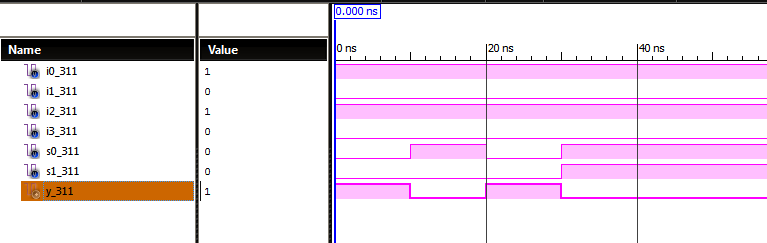 0.000 ns
Name Value 0 ns 20 ns 40 ns
i0_311 1
i1_311 0
i2_311 1
i3_311 0
s0_311 0
s1_311 0
y_311 1